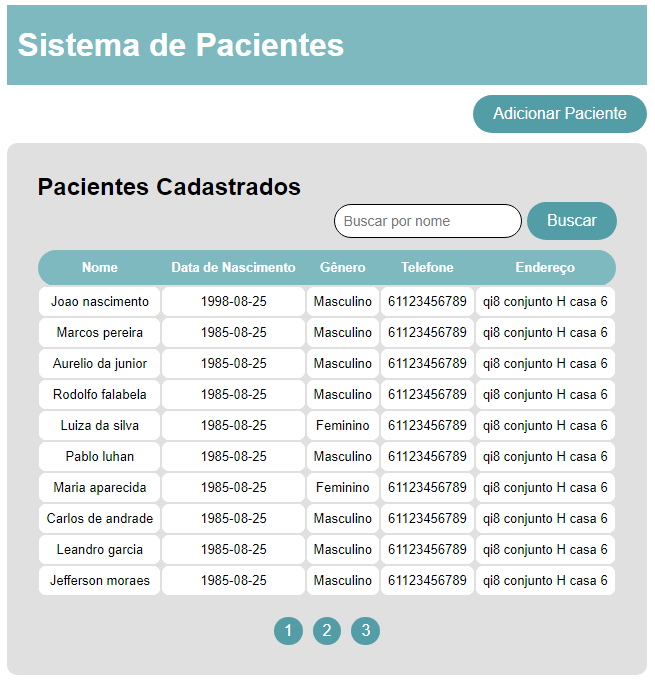 Sistema de Pacientes
Adicionar Paciente
Pacientes Cadastrados
Buscar por nome Buscar
Nome Data de Nascimento Gênero Telefone Endereço
Joao nascimento 1998-08-25 Masculino 61123456789 qi8 conjunto H casa 6
Marcos pereira 1985-08-25 Masculino 61123456789 qi8 conjunto H casa 6
Aurelio da junior 1985-08-25 Masculino 61123456789 qi8 conjunto H casa 6
Rodolfo falabela 1985-08-25 Masculino 61123456789 qi8 conjunto H casa 6
Luiza da silva 1985-08-25 Feminino 61123456789 qi8 conjunto H casa 6
Pablo luhan 1985-08-25 Masculino 61123456789 qi8 conjunto H casa 6
Maria aparecida 1985-08-25 Feminino 61123456789 qi8 conjunto H casa 6
Carlos de andrade 1985-08-25 Masculino 61123456789 qi8 conjunto H casa 6
Leandro garcia 1985-08-25 Masculino 61123456789 qi8 conjunto H casa 6
Jefferson moraes 1985-08-25 Masculino 61123456789 qi8 conjunto H casa 6
1 2 3